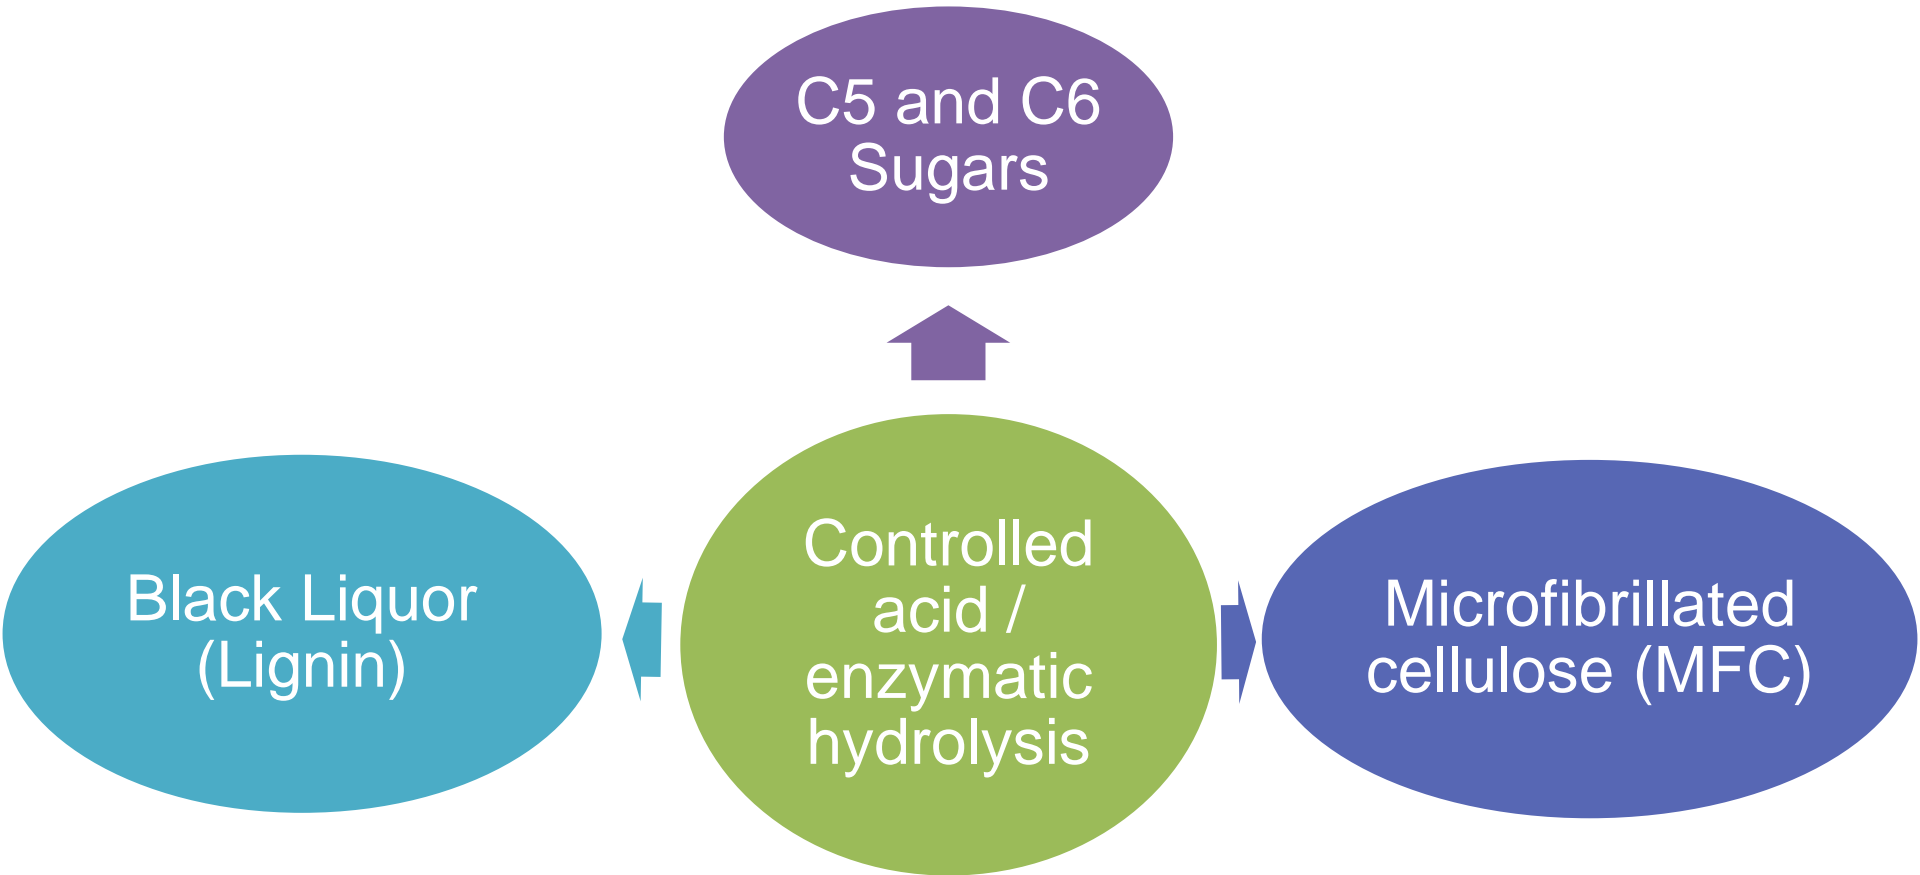 C5 and C6
Sugars
Black Liquor
(Lignin)
Controlled
acid /
enzymatic
hydrolysis
Microfibrillated
cellulose (MFC)